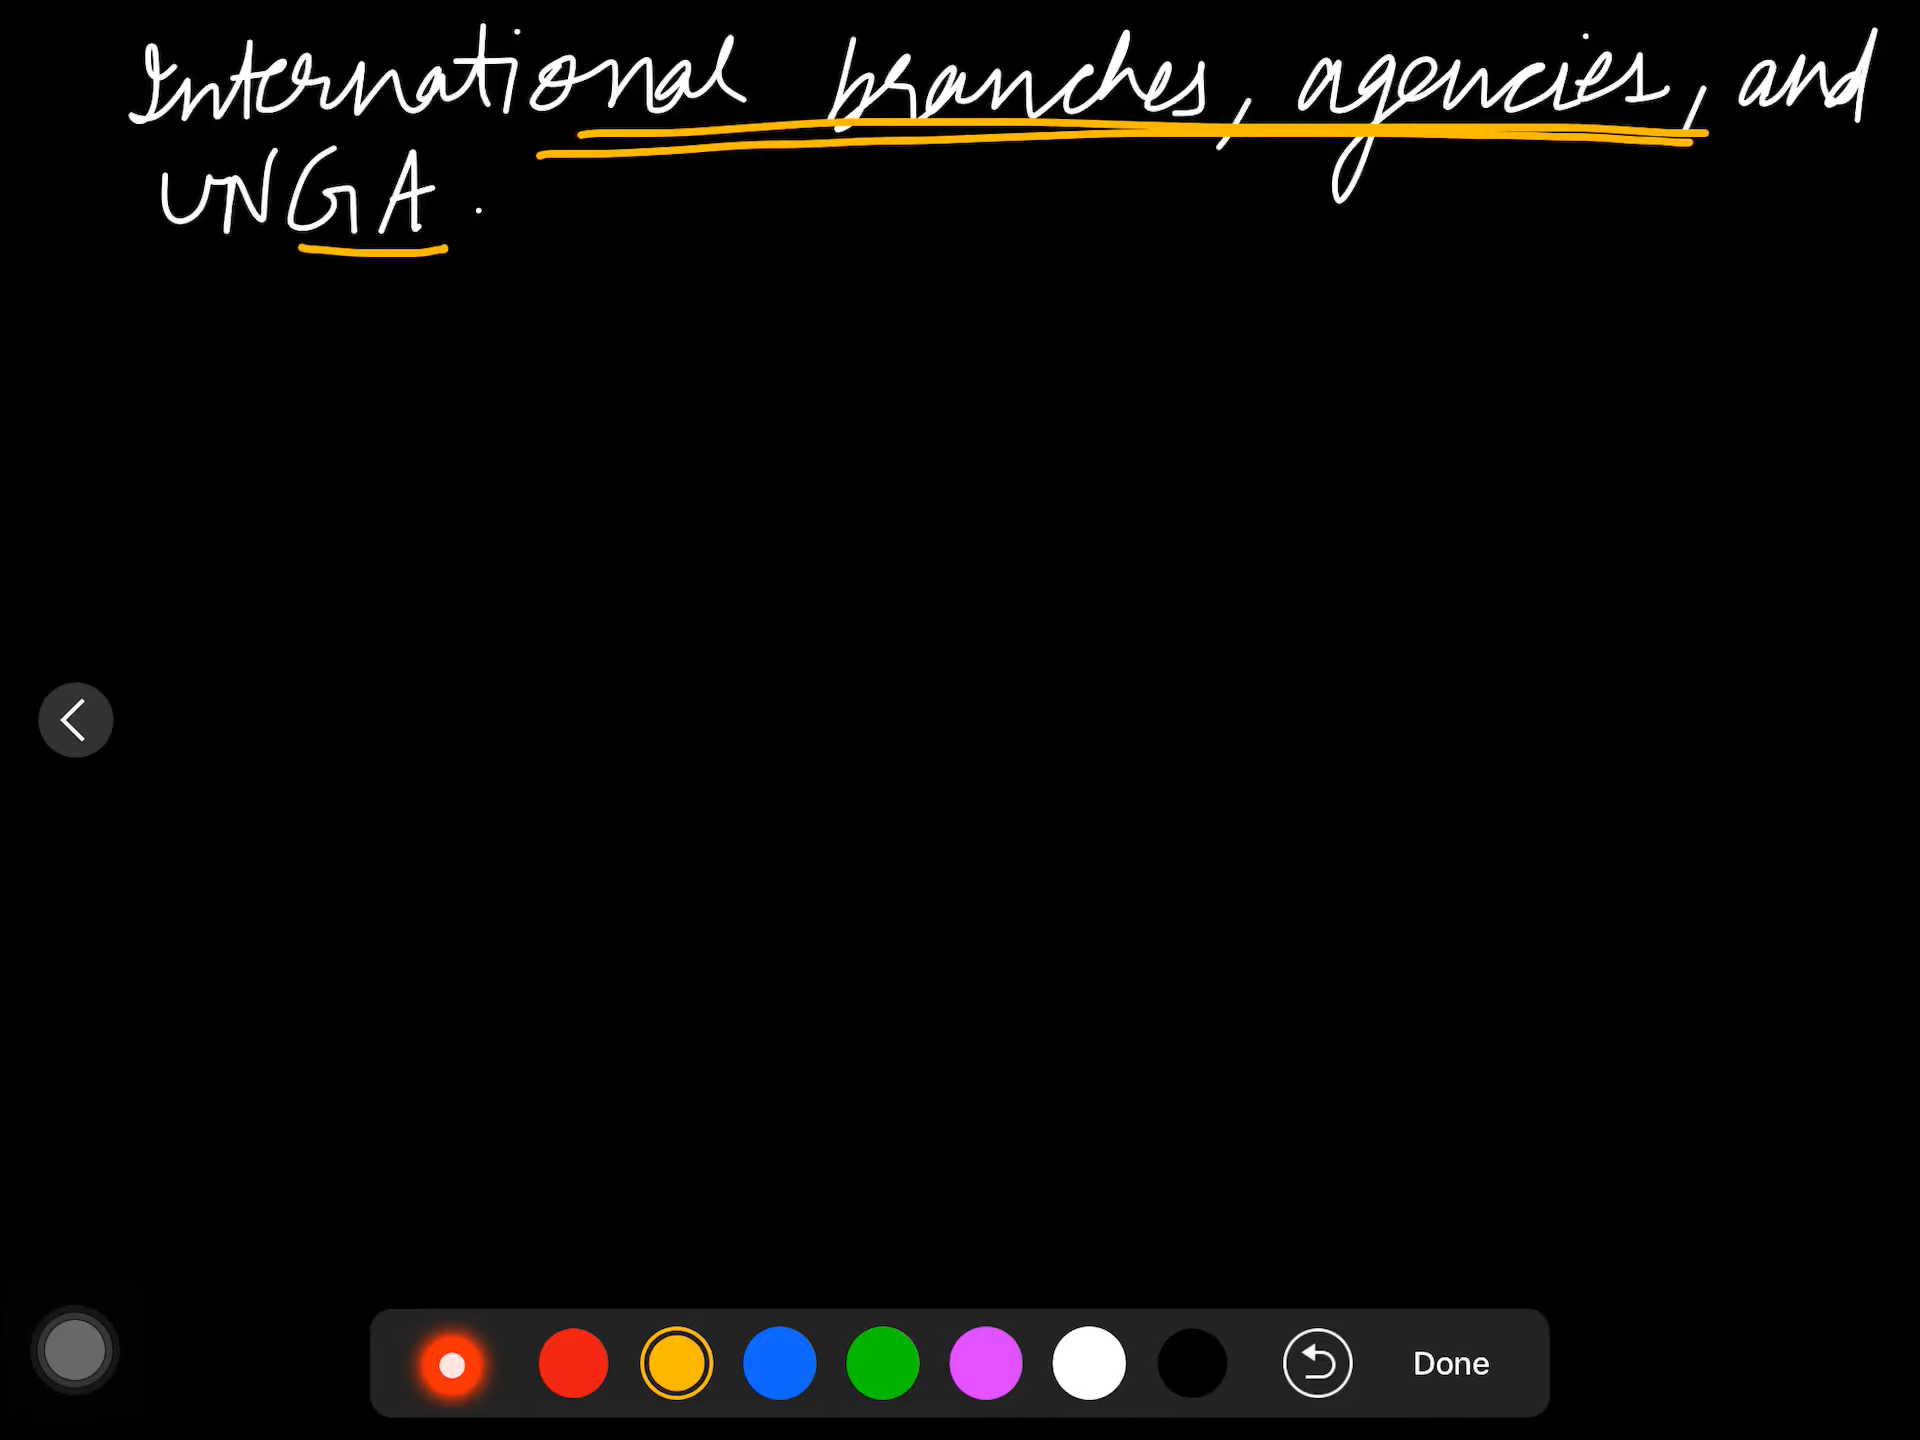 International branches, agencies, and
UNGA.
Done